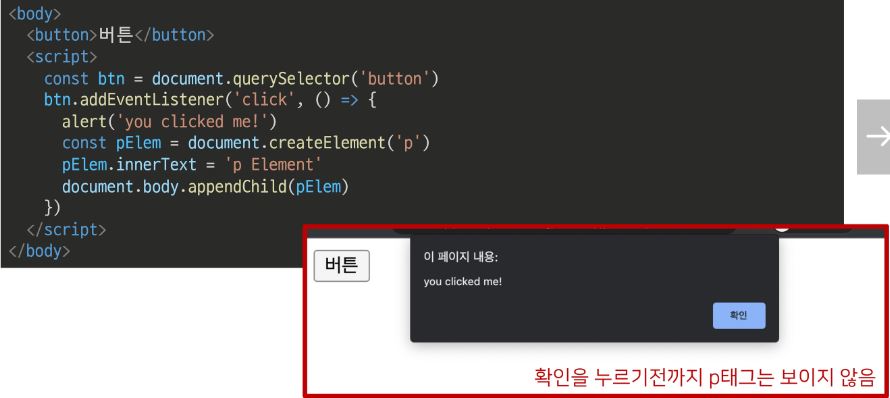 <body>
<button>버튼</button>
<script>
const btn = document.querySelector('button')
btn.addEventListener('click', () => {
alert('you clicked me!')
const pElem = document.createElement('p')
pElem.innerText = 'p Element'
document.body.appendChild(pElem)
})
</script>
</body>
버튼
이 페이지 내용:
you clicked me!
확인
확인을 누르기전까지 p태그는 보이지 않음